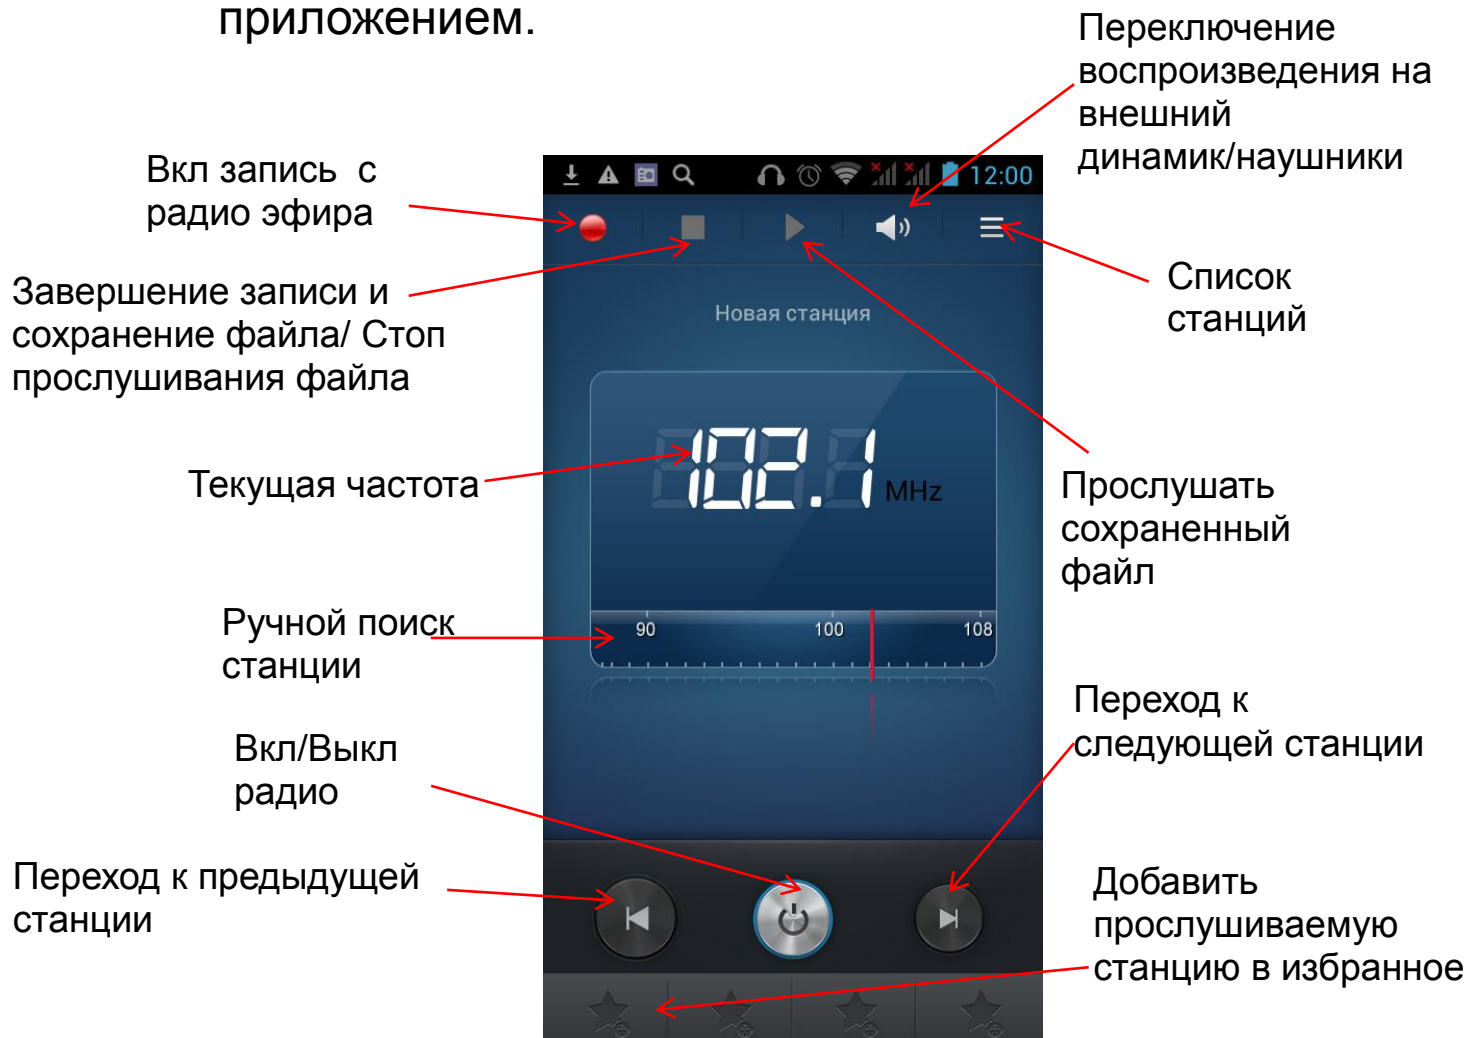 приложением.
Переключение
воспроизведения на
внешний
динамик/наушники
Вкл запись с
радио эфира
12:00
Завершение записи и
сохранение файла/ Стоп
прослушивания файла
Список
станций
Новая станция
102.1 MHz
Текущая частота
Прослушать
сохраненный
файл
Ручной поиск
станции
90 100 108
Переход к
следующей станции
Вкл/Выкл
радио
Переход к предыдущей
станции
Добавить
прослушиваемую
станцию в избранное